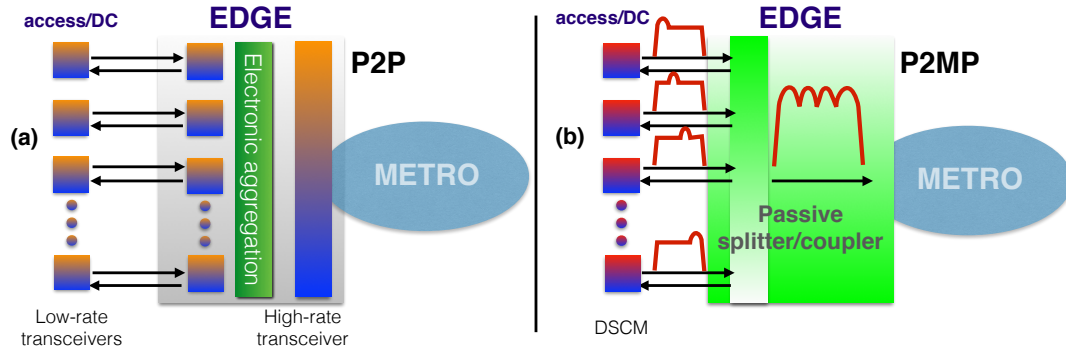 access/DC
EDGE
P2P
(a)
Electronic aggregation
METRO
Low-rate
transceivers
High-rate
transceiver
access/DC
EDGE
P2MP
(b)
METRO
Passive
splitter/coupler
DSCM